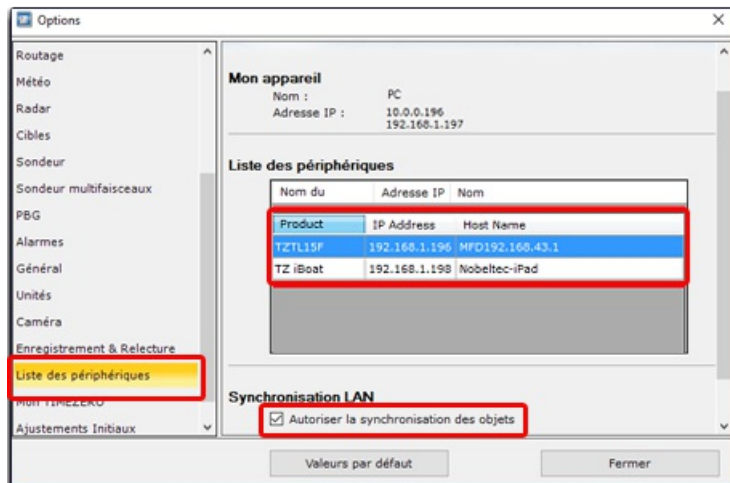 Options
Routage
Météo
Radar
Cibles
Sondeur
Sondeur multifaisceaux
PBG
Alarmes
Général
Unités
Caméra
Enregistrement & Relecture
Liste des périphériques
Mon TIMEZERO
Ajustements Initiaux
Mon appareil
Nom : PC
Adresse IP : 10.0.0.196
192.168.1.197
Liste des périphériques
Nom du Adresse IP Nom
Product IP Address Host Name
TZTL15F 192.168.1.196 MFD192.168.43.1
TZ iBoat 192.168.1.198 Nobeltec-iPad
Synchronisation LAN
Autoriser la synchronisation des objets
Valeurs par défaut Fermer